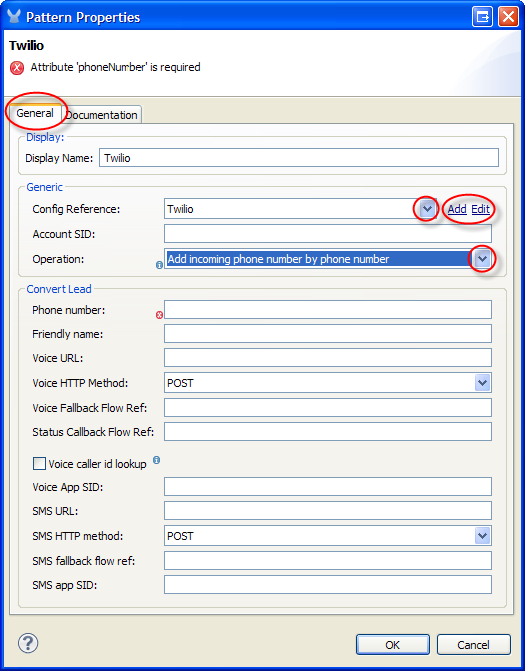 Pattern Properties
Twilio
Attribute 'phoneNumber' is required
General Documentation
Display:
Display Name: Twilio
Generic
Config Reference: Twilio Add Edit
Account SID:
Operation: Add incoming phone number by phone number
Convert Lead
Phone number:
Friendly name:
Voice URL:
Voice HTTP Method: POST
Voice Fallback Flow Ref:
Status Callback Flow Ref:
Voice caller id lookup
Voice App SID:
SMS URL:
SMS HTTP method: POST
SMS fallback flow ref:
SMS app SID:
? OK Cancel